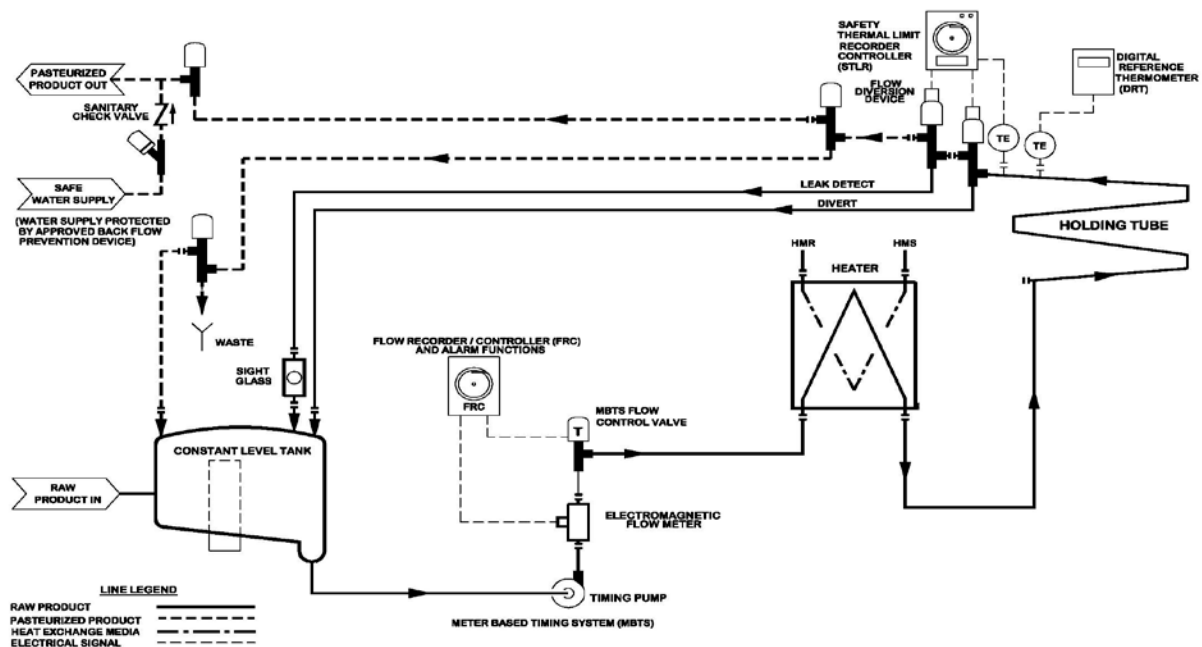 SAFETY
THERMAL LIMIT
RECORDER
CONTROLLER
(STLR)
DIGITAL
REFERENCE
THERMOMETER
(DRT)
PASTEURIZED
PRODUCT OUT
SANITARY
CHECK VALVE
FLOW
DIVERSION
DEVICE
TE
TE
SAFE
WATER SUPPLY
(WATER SUPPLY PROTECTED
BY APPROVED BACK FLOW
PREVENTION DEVICE)
LEAK DETECT
DIVERT
HOLDING TUBE
HMR
HMS
HEATER
WASTE
FLOW RECORDER / CONTROLLER (FRC)
AND ALARM FUNCTIONS
SIGHT
GLASS
FRC
MBTS FLOW
CONTROL VALVE
T
CONSTANT LEVEL TANK
RAW
PRODUCT IN
ELECTROMAGNETIC
FLOW METER
TIMING PUMP
METER BASED TIMING SYSTEM (MBTS)
LINE LEGEND
RAW PRODUCT
PASTEURIZED PRODUCT
HEAT EXCHANGE MEDIA
ELECTRICAL SIGNAL